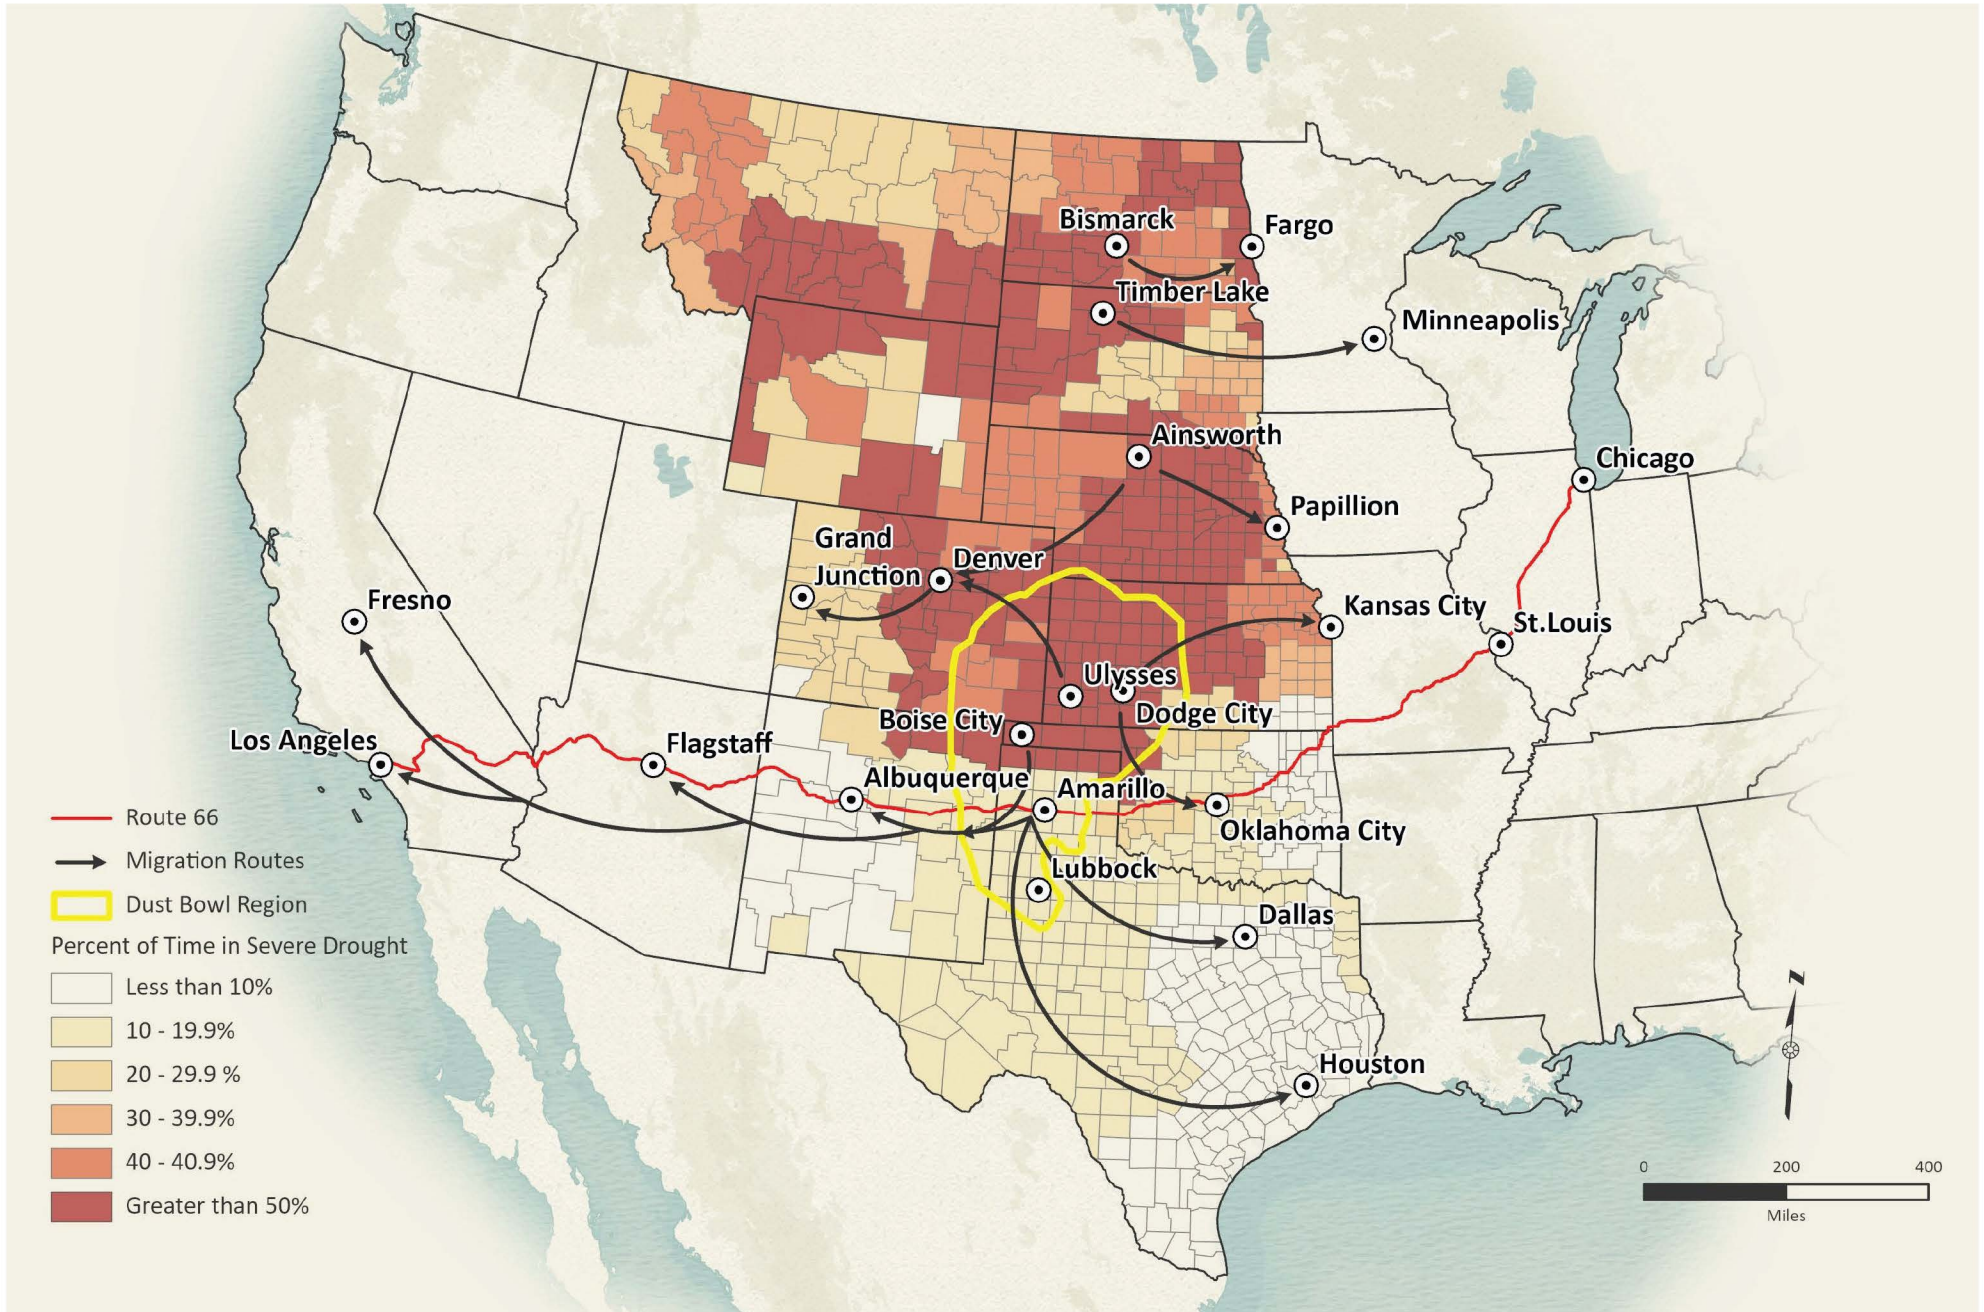 Bismarck
Fargo
Timber Lake
Minneapolis
Ainsworth
Chicago
Papillion
Grand
Junction
Denver
Fresno
Kansas City
St.Louis
Ulysses
Boise City
Dodge City
Los Angeles
Flagstaff
Albuquerque
Amarillo
Oklahoma City
Lubbock
Dallas
Houston
Route 66
Migration Routes
Dust Bowl Region
Percent of Time in Severe Drought
Less than 10%
10 - 19.9%
20 - 29.9 %
30 - 39.9%
40 - 40.9%
Greater than 50%
N
0 200 400
Miles